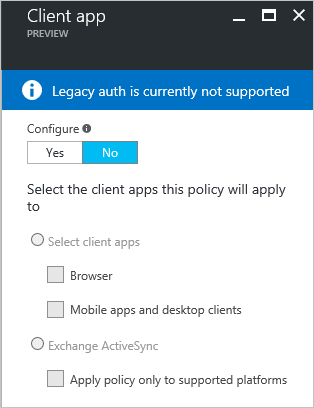 Client app
PREVIEW
Legacy auth is currently not supported
Configure
Yes No
Select the client apps this policy will apply
to
Select client apps
Browser
Mobile apps and desktop clients
Exchange ActiveSync
Apply policy only to supported platforms